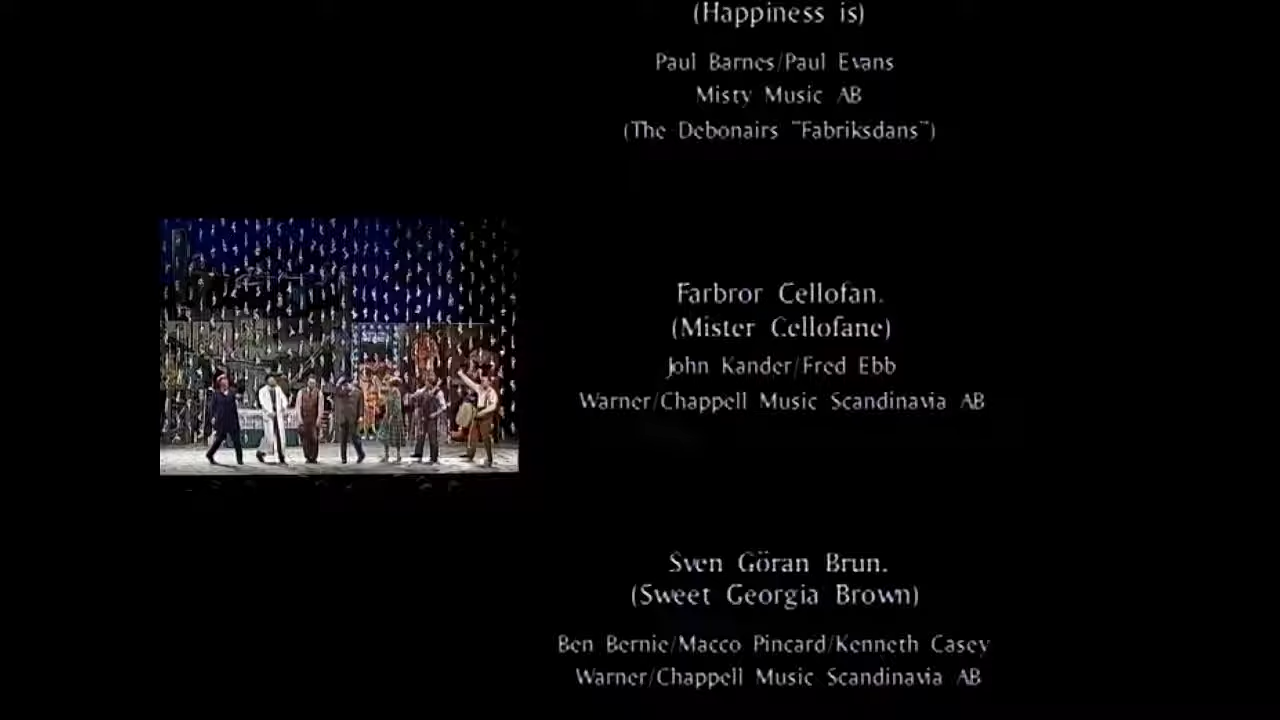 (Happiness is)
Paul Barnes/Paul Evans
Misty Music AB
(The Debonairs "Fabriksdans")
Farbror Cellofan.
(Mister Cellofane)
John Kander/Fred Ebb
Warner/Chappell Music Scandinavia AB
Sven Göran Brun.
(Sweet Georgia Brown)
Ben Bernie/Macco Pincard/Kenneth Casey
Warner/Chappell Music Scandinavia AB